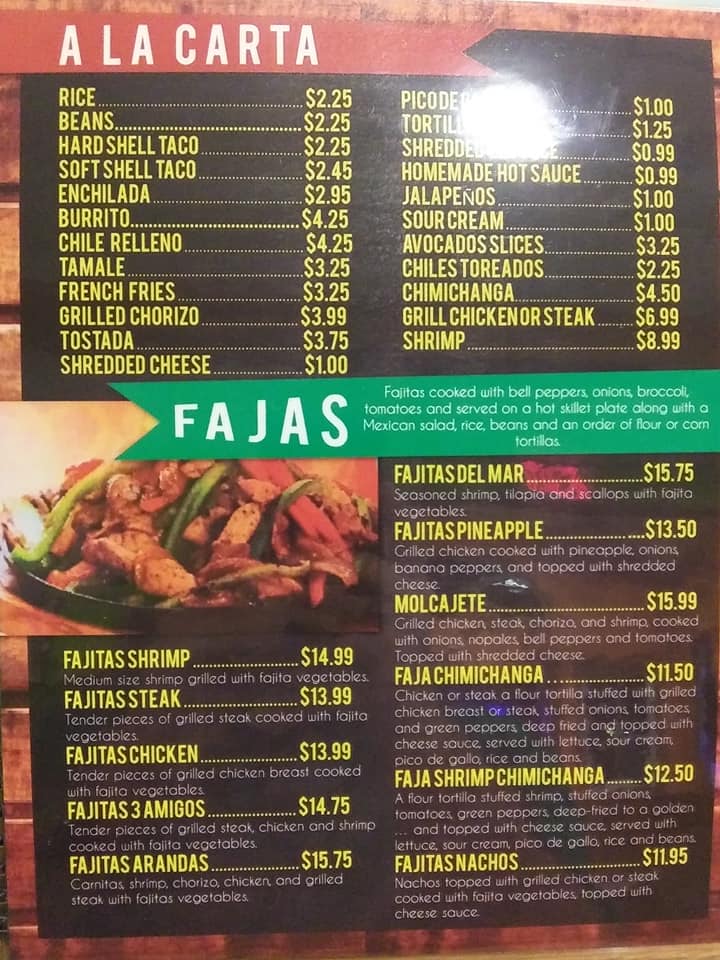 A LA CARTA
RICE $2.25
BEANS $2.25
HARD SHELL TACO $2.25
SOFT SHELL TACO $2.45
ENCHILADA $2.95
BURRITO $4.25
CHILE RELLENO $4.25
TAMALE $3.25
FRENCH FRIES $3.25
GRILLED CHORIZO $3.99
TOSTADA $3.75
SHREDDED CHEESE $1.00
PICO DE $1.00
$1.25
SHREDDED $0.99
HOMEMADE HOT SAUCE $0.99
JALAPEÑOS $1.00
SOUR CREAM $1.00
AVOCADOS SLICES $3.25
CHILES TOREADOS $2.25
CHIMICHANGA $4.50
GRILL CHICKEN OR STEAK $6.99
SHRIMP $8.99
FAJAS
Fajitas cooked with bell peppers, onions, broccoli,
tomatoes and served on a hot skillet plate along with a
Mexican salad, rice, beans and an order of flour or corn
tortillas.
FAJITAS SHRIMP $14.99
Medium size shrimp grilled with fajita vegetables.
FAJITAS STEAK $13.99
Tender pieces of grilled steak cooked with fajita
vegetables.
FAJITAS CHICKEN $13.99
Tender pieces of grilled chicken breast cooked
with fajita vegetables.
FAJITAS 3 AMIGOS $14.75
Tender pieces of grilled steak, chicken and shrimp
cooked with fajita vegetables.
FAJITAS ARANDAS $15.75
Carnitas, shrimp, chorizo, chicken, and grilled
steak with fajitas vegetables.
FAJITAS DEL MAR $15.75
Seasoned shrimp, tilapia and scallops with fajita
vegetables.
FAJITAS PINEAPPLE $13.50
Grilled chicken cooked with pineapple, onions,
banana peppers, and topped with shredded
cheese.
MOLCAJETE $15.99
Grilled chicken, steak, chorizo, and shrimp, cooked
with onions, nopales, bell peppers and tomatoes.
Topped with shredded cheese.
FAJA CHIMICHANGA $11.50
Chicken or steak a flour tortilla stuffed with grilled
chicken breast or steak, stuffed onions, tomatoes,
and green peppers, deep fried and topped with
cheese sauce, served with lettuce, sour cream,
pico de gallo, rice and beans.
FAJA SHRIMP CHIMICHANGA $12.50
A flour tortilla stuffed shrimp, stuffed onions,
tomatoes, green peppers, deep-fried to a golden
... and topped with cheese sauce, served with
lettuce, sour cream, pico de gallo, rice and beans.
FAJITAS NACHOS $11.95
Nachos topped with grilled chicken or steak
cooked with fajita vegetables, topped with
cheese sauce.